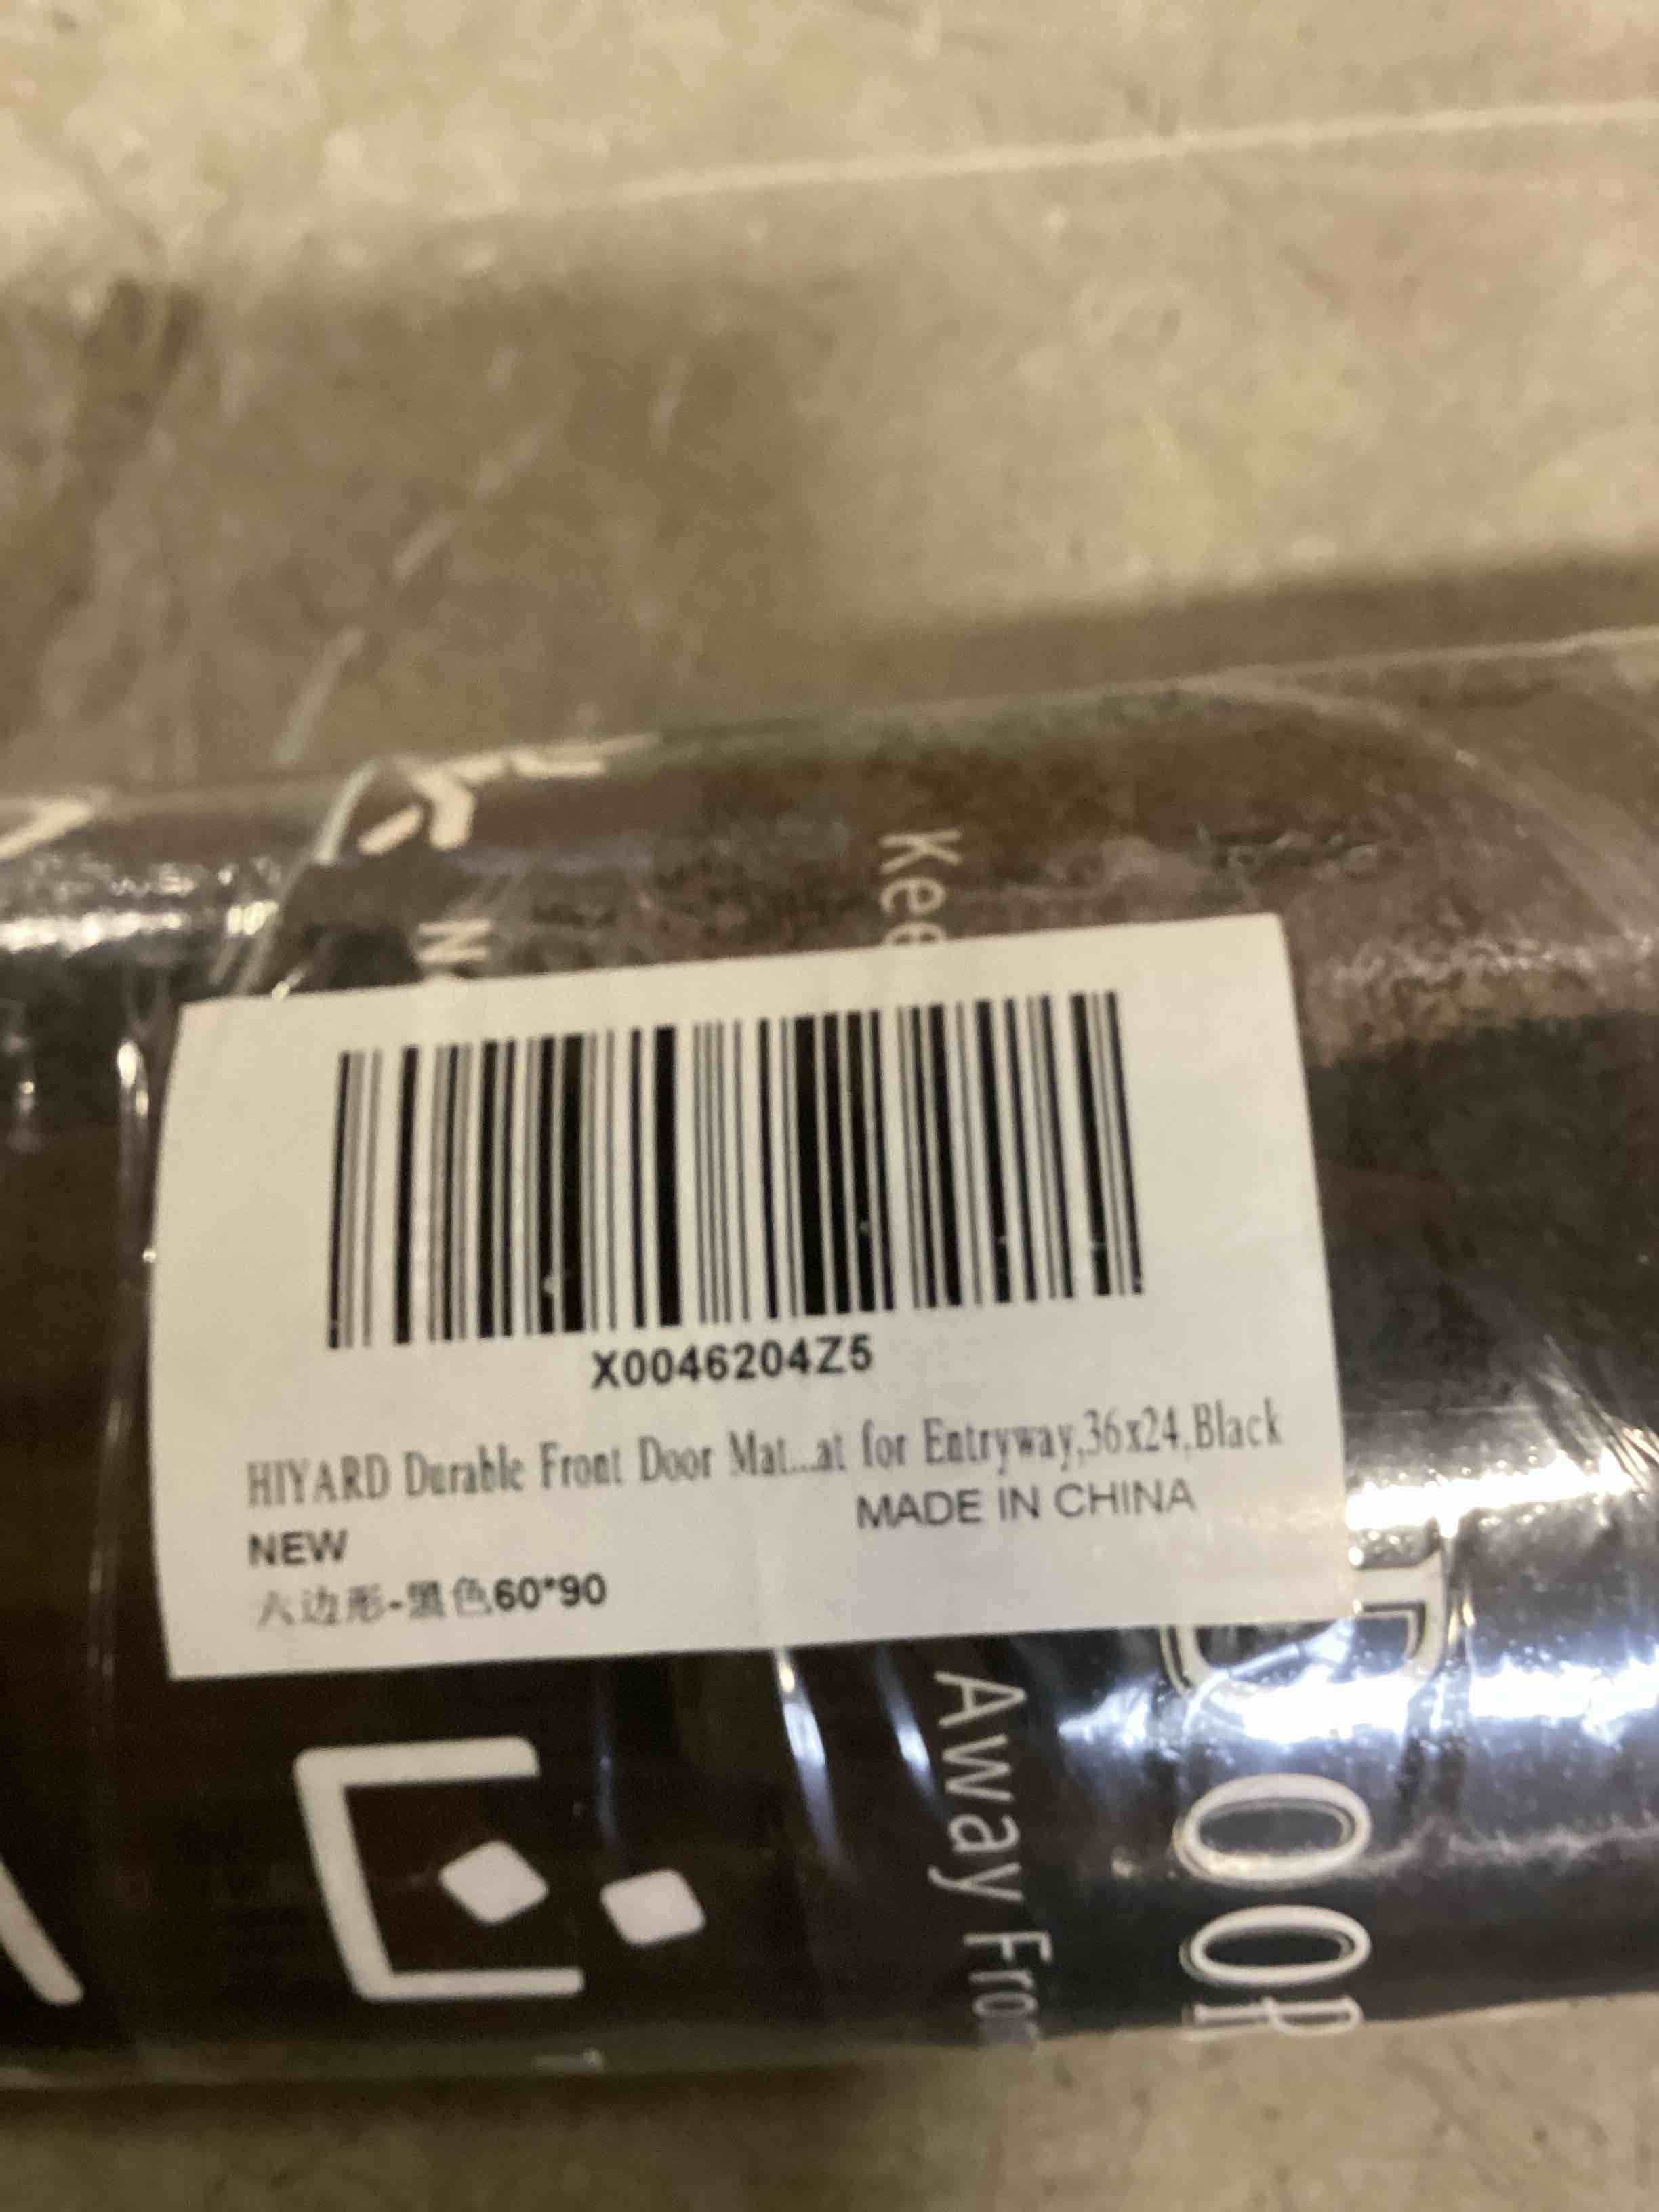 X0046204Z5
HIYARD Durable Front Door Mat...at for Entryway,36x24,Black
NEW
MADE IN CHINA
六边形-黑色60*90
Away